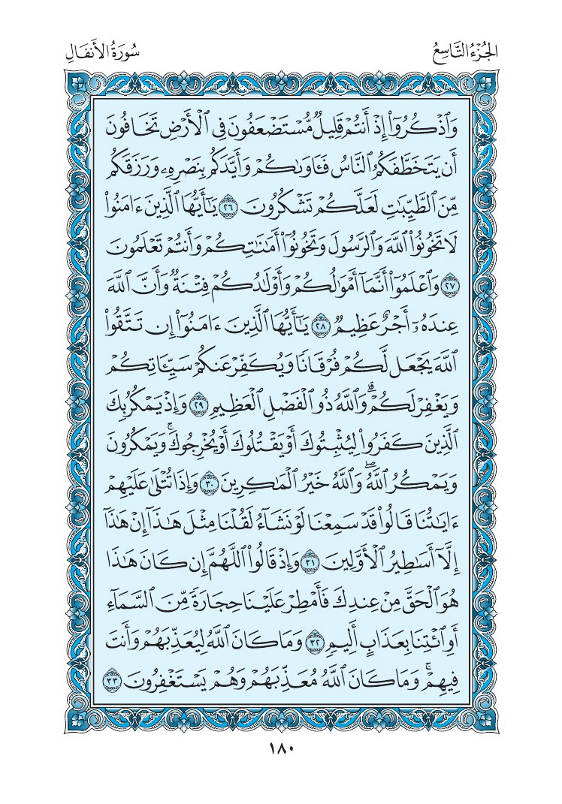 الجُزْءُ التَّاسِعُ
سُورَةُ الأَنفَالِ
وَٱذْكُرُوٓا۟ إِذْ أَنتُمْ قَلِيلٌ مُّسْتَضْعَفُونَ فِى ٱلْأَرْضِ تَخَافُونَ
أَن يَتَخَطَّفَكُمُ ٱلنَّاسُ فَـَٔاوَىٰكُمْ وَأَيَّدَكُم بِنَصْرِهِۦ وَرَزَقَكُم
مِّنَ ٱلطَّيِّبَٰتِ لَعَلَّكُمْ تَشْكُرُونَ ٢٦ يَٰٓأَيُّهَا ٱلَّذِينَ ءَامَنُوا۟
لَا تَخُونُوا۟ ٱللَّهَ وَٱلرَّسُولَ وَتَخُونُوٓا۟ أَمَٰنَٰتِكُمْ وَأَنتُمْ تَعْلَمُونَ
٢٧ وَٱعْلَمُوٓا۟ أَنَّمَآ أَمْوَٰلُكُمْ وَأَوْلَٰدُكُمْ فِتْنَةٌ وَأَنَّ ٱللَّهَ
عِندَهُۥٓ أَجْرٌ عَظِيمٌ ٢٨ يَٰٓأَيُّهَا ٱلَّذِينَ ءَامَنُوٓا۟ إِن تَتَّقُوا۟
ٱللَّهَ يَجْعَل لَّكُمْ فُرْقَانًا وَيُكَفِّرْ عَنكُمْ سَيِّـَٔاتِكُمْ
وَيَغْفِرْ لَكُمْ ۗ وَٱللَّهُ ذُو ٱلْفَضْلِ ٱلْعَظِيمِ ٢٩ وَإِذْ يَمْكُرُ بِكَ
ٱلَّذِينَ كَفَرُوا۟ لِيُثْبِتُوكَ أَوْ يَقْتُلُوكَ أَوْ يُخْرِجُوكَ ۚ وَيَمْكُرُونَ
وَيَمْكُرُ ٱللَّهُ ۖ وَٱللَّهُ خَيْرُ ٱلْمَٰكِرِينَ ٣٠ وَإِذَا تُتْلَىٰ عَلَيْهِمْ
ءَايَٰتُنَا قَالُوا۟ قَدْ سَمِعْنَا لَوْ نَشَآءُ لَقُلْنَا مِثْلَ هَٰذَآ إِنْ هَٰذَآ
إِلَّآ أَسَٰطِيرُ ٱلْأَوَّلِينَ ٣١ وَإِذْ قَالُوا۟ ٱللَّهُمَّ إِن كَانَ هَٰذَا
هُوَ ٱلْحَقَّ مِنْ عِندِكَ فَأَمْطِرْ عَلَيْنَا حِجَارَةً مِّنَ ٱلسَّمَآءِ
أَوِ ٱئْتِنَا بِعَذَابٍ أَلِيمٍ ٣٢ وَمَا كَانَ ٱللَّهُ لِيُعَذِّبَهُمْ وَأَنتَ
فِيهِمْ ۚ وَمَا كَانَ ٱللَّهُ مُعَذِّبَهُمْ وَهُمْ يَسْتَغْفِرُونَ ٣٣
١٨٠